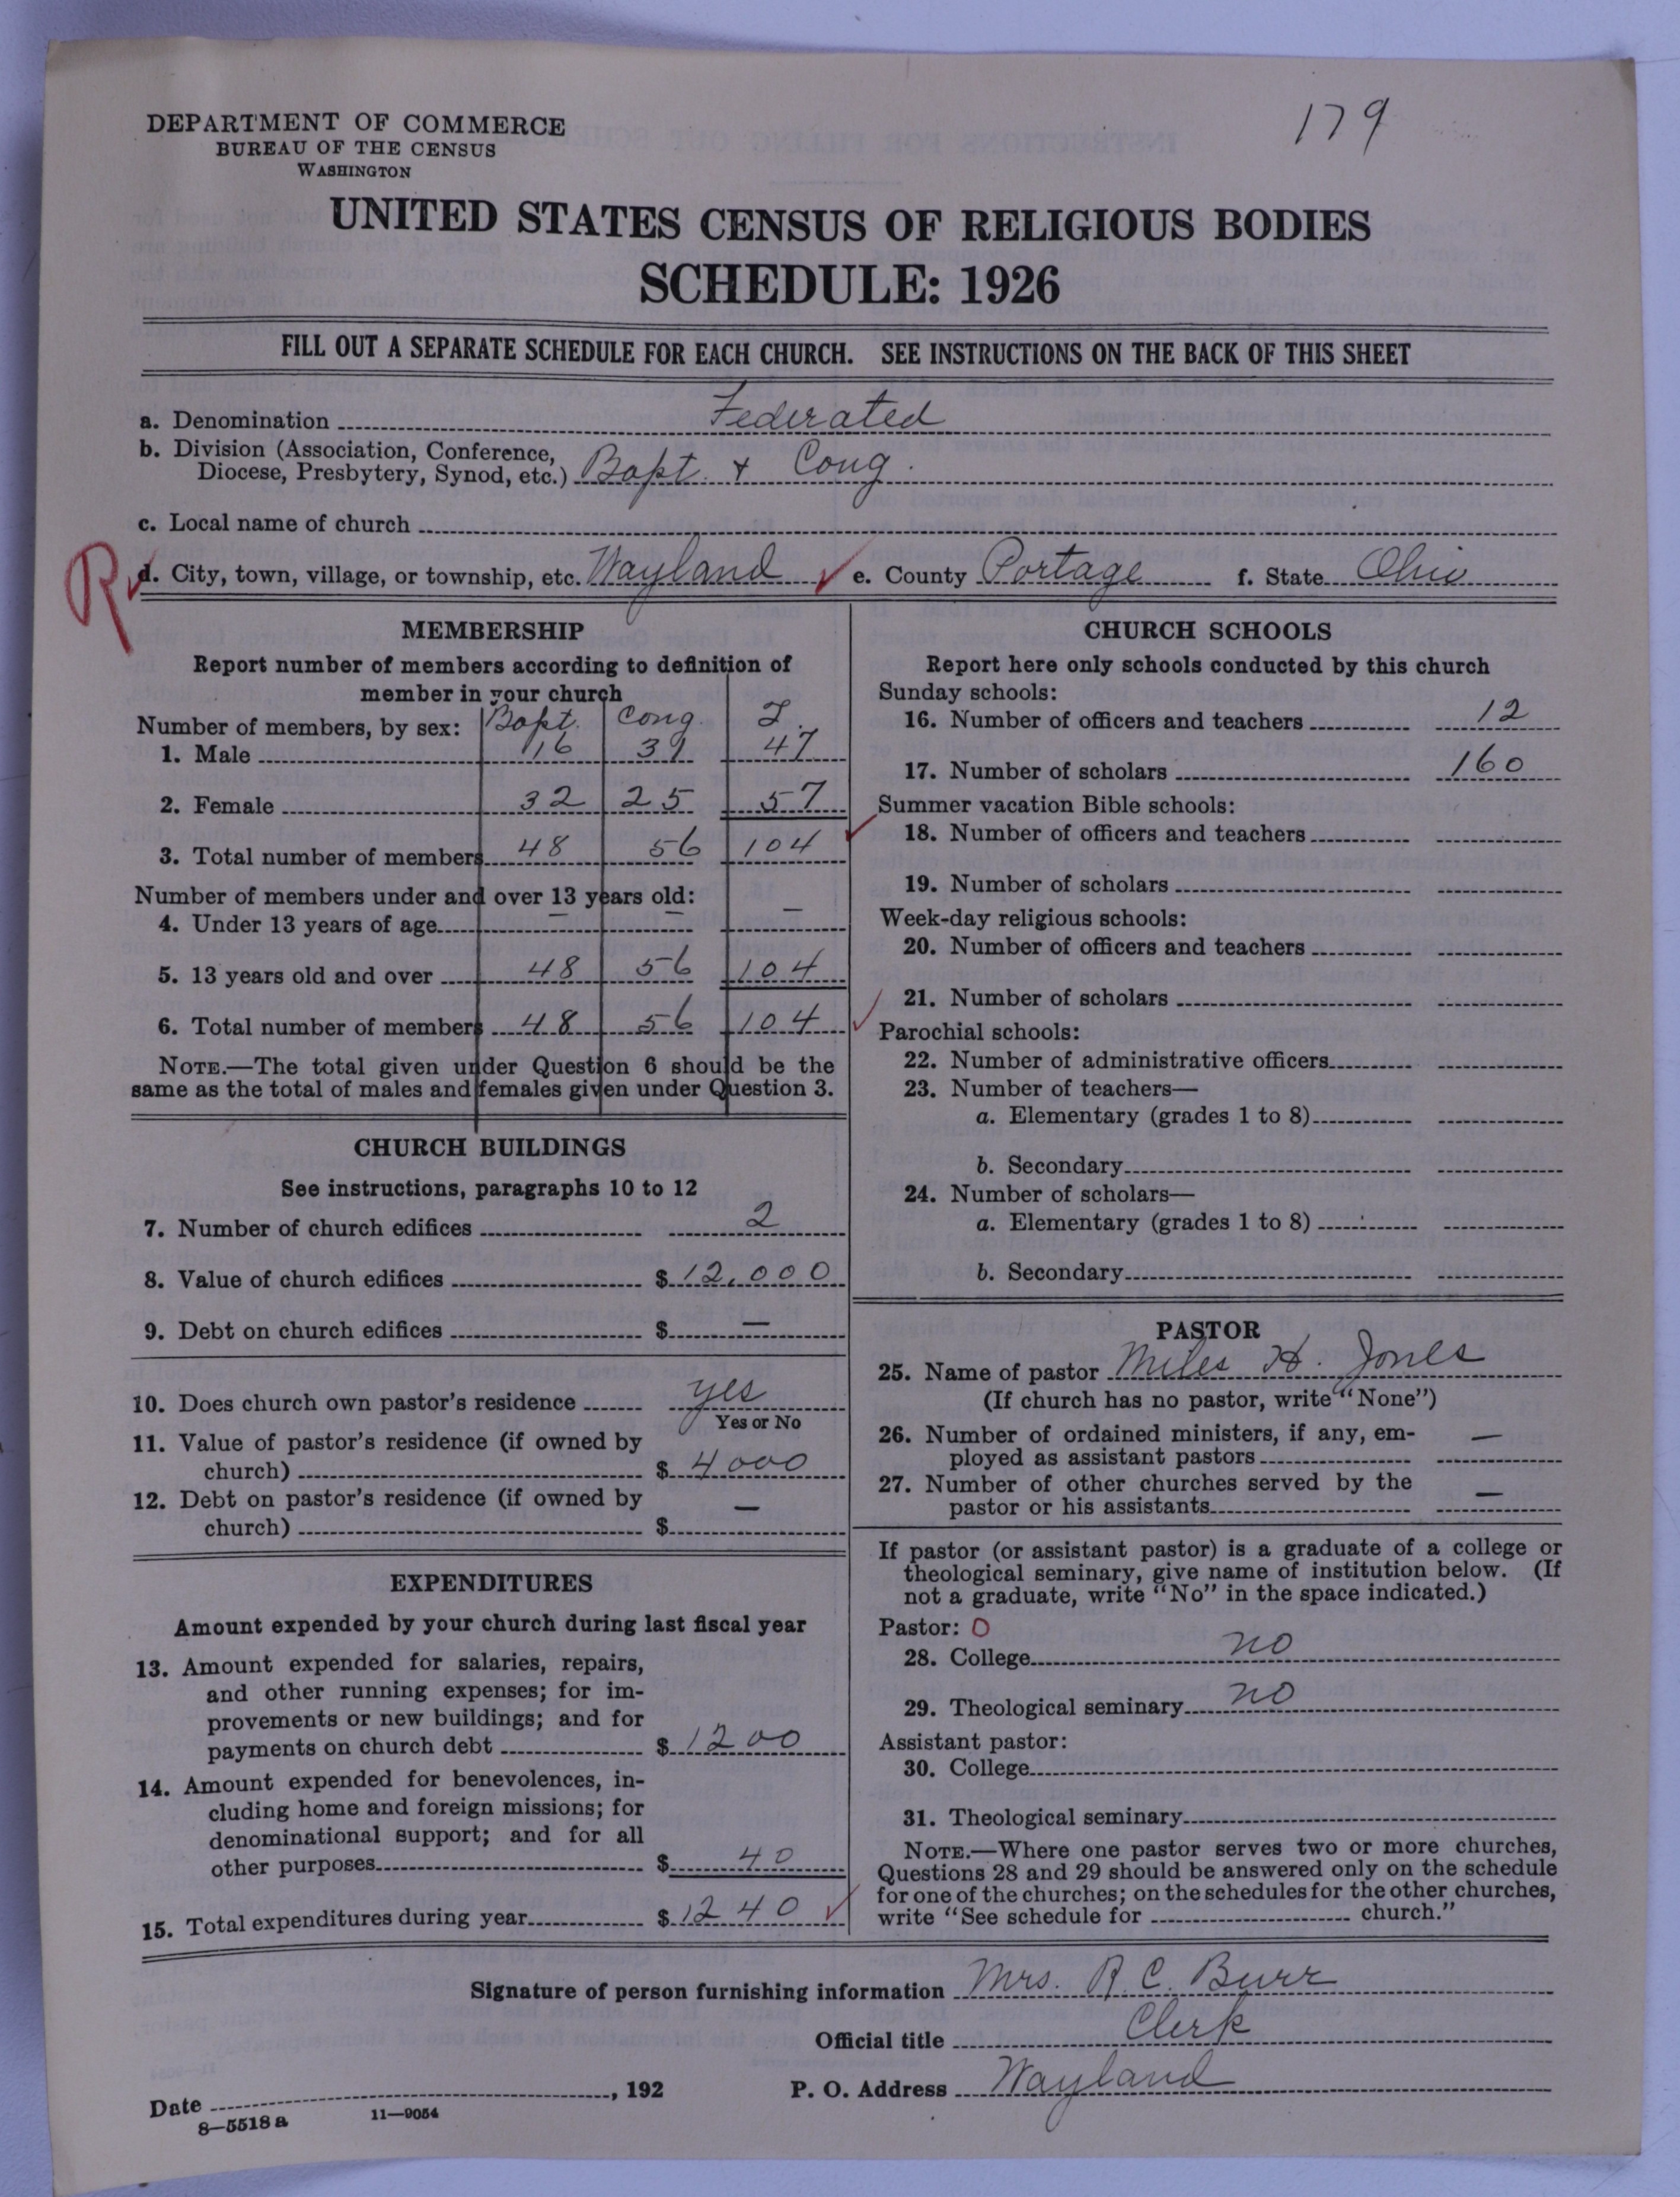 179
DEPARTMENT OF COMMERCE
BUREAU OF THE CENSUS
WASHINGTON
UNITED STATES CENSUS OF RELIGIOUS BODIES
SCHEDULE: 1926
FILL OUT A SEPARATE SCHEDULE FOR EACH CHURCH. SEE INSTRUCTIONS ON THE BACK OF THIS SHEET
a. Denomination Federated
b. Division (Association, Conference,
Diocese, Presbytery, Synod, etc.) Bapt. + Cong.
c. Local name of church
R d. City, town, village, or township, etc. Wayland e. County Portage f. State Ohio
MEMBERSHIP
Report number of members according to definition of
member in your church
Number of members, by sex: Bapt. Cong. T.
1. Male 16 31 47
2. Female 32 25 57
3. Total number of members 48 56 104
Number of members under and over 13 years old:
4. Under 13 years of age — — —
5. 13 years old and over 48 56 104
6. Total number of members 48 56 104
NOTE.—The total given under Question 6 should be the
same as the total of males and females given under Question 3.
CHURCH BUILDINGS
See instructions, paragraphs 10 to 12
7. Number of church edifices 2
8. Value of church edifices $ 12,000
9. Debt on church edifices $ —
10. Does church own pastor's residence yes
Yes or No
11. Value of pastor's residence (if owned by
church) $ 4000
12. Debt on pastor's residence (if owned by
church) $ —
EXPENDITURES
Amount expended by your church during last fiscal year
13. Amount expended for salaries, repairs,
and other running expenses; for im-
provements or new buildings; and for
payments on church debt $ 1200
14. Amount expended for benevolences, in-
cluding home and foreign missions; for
denominational support; and for all
other purposes $ 40
15. Total expenditures during year $ 1240
CHURCH SCHOOLS
Report here only schools conducted by this church
Sunday schools:
16. Number of officers and teachers 12
17. Number of scholars 160
Summer vacation Bible schools:
18. Number of officers and teachers
19. Number of scholars
Week-day religious schools:
20. Number of officers and teachers
21. Number of scholars
Parochial schools:
22. Number of administrative officers
23. Number of teachers—
a. Elementary (grades 1 to 8)
b. Secondary
24. Number of scholars—
a. Elementary (grades 1 to 8)
b. Secondary
PASTOR
25. Name of pastor Miles H. Jones
(If church has no pastor, write "None")
26. Number of ordained ministers, if any, em-
ployed as assistant pastors —
27. Number of other churches served by the
pastor or his assistants —
If pastor (or assistant pastor) is a graduate of a college or
theological seminary, give name of institution below. (If
not a graduate, write "No" in the space indicated.)
Pastor: 0
28. College no
29. Theological seminary no
Assistant pastor:
30. College
31. Theological seminary
NOTE.—Where one pastor serves two or more churches,
Questions 28 and 29 should be answered only on the schedule
for one of the churches; on the schedules for the other churches,
write "See schedule for church."
Signature of person furnishing information Mrs. R. C. Burr
Official title Clerk
Date , 192 P. O. Address Wayland
8—5518 a 11—9054